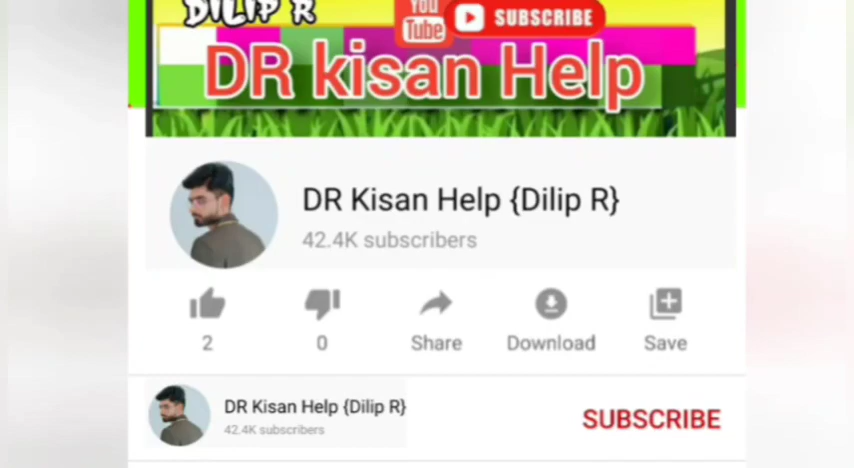 DILIP R
You
Tube
SUBSCRIBE
DR kisan Help
DR Kisan Help {Dilip R}
42.4K subscribers
2
0
Share
Download
Save
DR Kisan Help {Dilip R}
42.4K subscribers
SUBSCRIBE